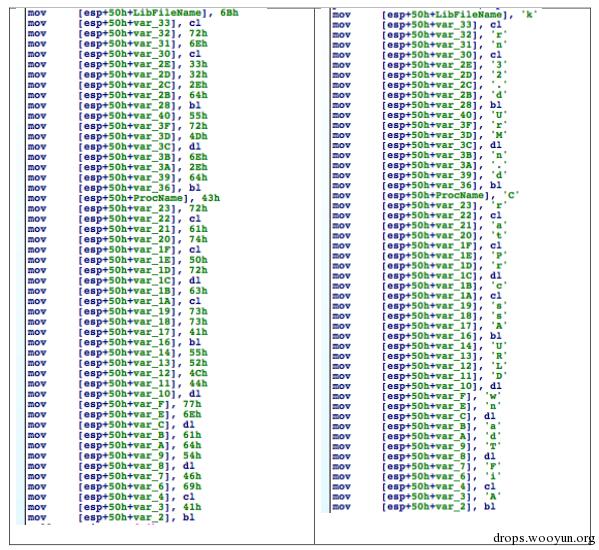 mov [esp+50h+LibFileName], 6Bh
mov [esp+50h+var_33], cl
mov [esp+50h+var_32], 72h
mov [esp+50h+var_31], 6Eh
mov [esp+50h+var_30], cl
mov [esp+50h+var_2E], 33h
mov [esp+50h+var_2D], 32h
mov [esp+50h+var_2C], 2Eh
mov [esp+50h+var_2B], 64h
mov [esp+50h+var_28], bl
mov [esp+50h+var_40], 55h
mov [esp+50h+var_3F], 72h
mov [esp+50h+var_3D], 4Dh
mov [esp+50h+var_3C], dl
mov [esp+50h+var_3B], 6Eh
mov [esp+50h+var_3A], 2Eh
mov [esp+50h+var_39], 64h
mov [esp+50h+var_36], bl
mov [esp+50h+ProcName], 43h
mov [esp+50h+var_23], 72h
mov [esp+50h+var_22], cl
mov [esp+50h+var_21], 61h
mov [esp+50h+var_20], 74h
mov [esp+50h+var_1F], cl
mov [esp+50h+var_1E], 50h
mov [esp+50h+var_1D], 72h
mov [esp+50h+var_1C], dl
mov [esp+50h+var_1B], 63h
mov [esp+50h+var_1A], cl
mov [esp+50h+var_19], 73h
mov [esp+50h+var_18], 73h
mov [esp+50h+var_17], 41h
mov [esp+50h+var_16], bl
mov [esp+50h+var_14], 55h
mov [esp+50h+var_13], 52h
mov [esp+50h+var_12], 4Ch
mov [esp+50h+var_11], 44h
mov [esp+50h+var_10], dl
mov [esp+50h+var_F], 77h
mov [esp+50h+var_E], 6Eh
mov [esp+50h+var_C], dl
mov [esp+50h+var_B], 61h
mov [esp+50h+var_A], 64h
mov [esp+50h+var_9], 54h
mov [esp+50h+var_8], dl
mov [esp+50h+var_7], 46h
mov [esp+50h+var_6], 69h
mov [esp+50h+var_4], cl
mov [esp+50h+var_3], 41h
mov [esp+50h+var_2], bl
mov [esp+50h+LibFileName], 'k'
mov [esp+50h+var_33], cl
mov [esp+50h+var_32], 'r'
mov [esp+50h+var_31], 'n'
mov [esp+50h+var_30], cl
mov [esp+50h+var_2E], '3'
mov [esp+50h+var_2D], '2'
mov [esp+50h+var_2C], '.'
mov [esp+50h+var_2B], 'd'
mov [esp+50h+var_28], bl
mov [esp+50h+var_40], 'U'
mov [esp+50h+var_3F], 'r'
mov [esp+50h+var_3D], 'M'
mov [esp+50h+var_3C], dl
mov [esp+50h+var_3B], 'n'
mov [esp+50h+var_3A], '.'
mov [esp+50h+var_39], 'd'
mov [esp+50h+var_36], bl
mov [esp+50h+ProcName], 'C'
mov [esp+50h+var_23], 'r'
mov [esp+50h+var_22], cl
mov [esp+50h+var_21], 'a'
mov [esp+50h+var_20], 't'
mov [esp+50h+var_1F], cl
mov [esp+50h+var_1E], 'P'
mov [esp+50h+var_1D], 'r'
mov [esp+50h+var_1C], dl
mov [esp+50h+var_1B], 'c'
mov [esp+50h+var_1A], cl
mov [esp+50h+var_19], 's'
mov [esp+50h+var_18], 's'
mov [esp+50h+var_17], 'A'
mov [esp+50h+var_16], bl
mov [esp+50h+var_14], 'U'
mov [esp+50h+var_13], 'R'
mov [esp+50h+var_12], 'L'
mov [esp+50h+var_11], 'D'
mov [esp+50h+var_10], dl
mov [esp+50h+var_F], 'w'
mov [esp+50h+var_E], 'n'
mov [esp+50h+var_C], dl
mov [esp+50h+var_B], 'a'
mov [esp+50h+var_A], 'd'
mov [esp+50h+var_9], 'T'
mov [esp+50h+var_8], dl
mov [esp+50h+var_7], 'F'
mov [esp+50h+var_6], 'i'
mov [esp+50h+var_4], cl
mov [esp+50h+var_3], 'A'
mov [esp+50h+var_2], bl
drops.wooyun.org